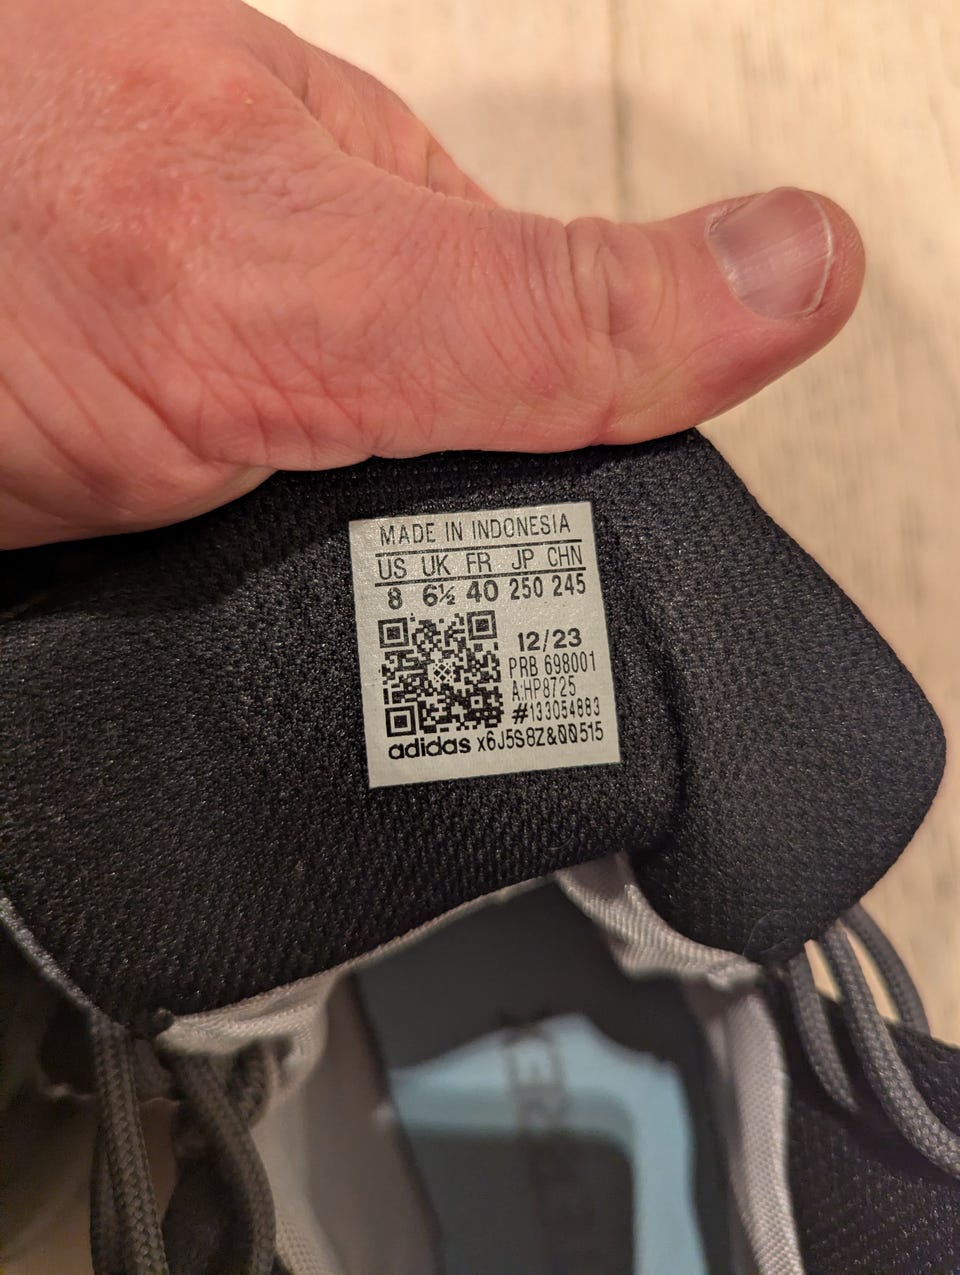 MADE IN INDONESIA
US UK FR JP CHN
8 6½ 40 250 245
12/23
PRB 698001
A:HP8725
#133054883
adidas x6J5S8Z&00515